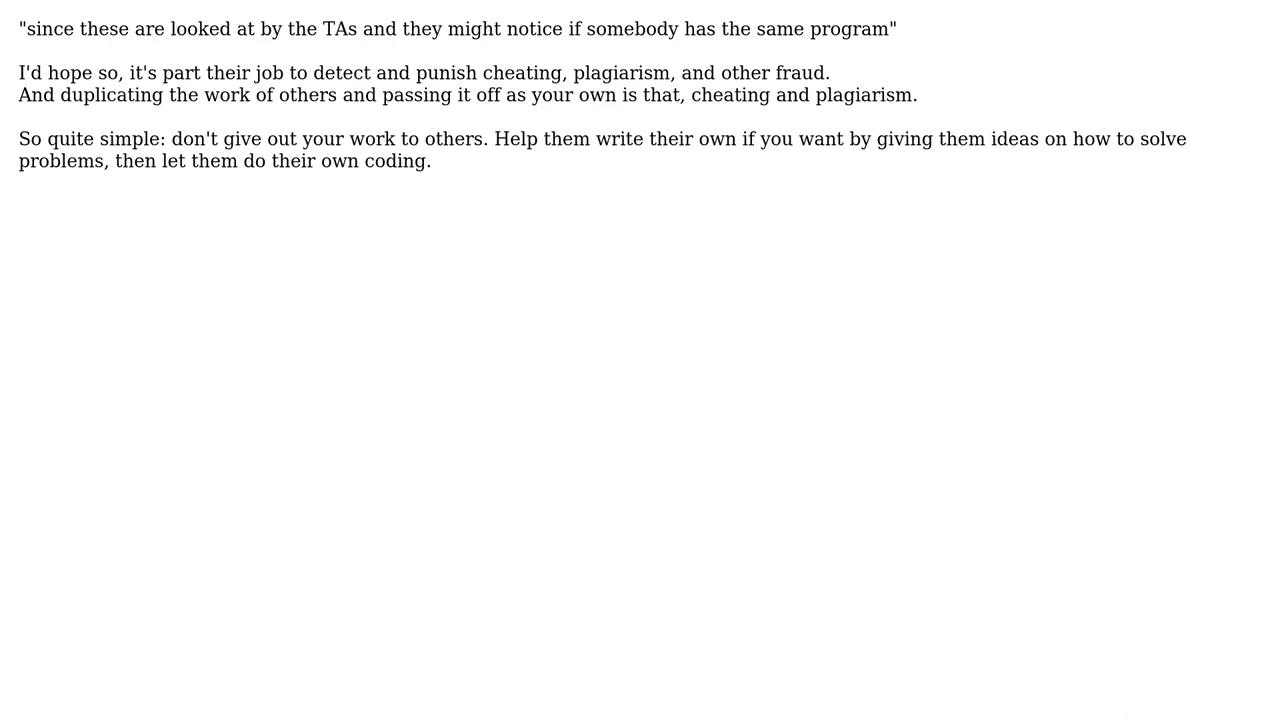 "since these are looked at by the TAs and they might notice if somebody has the same program"
I'd hope so, it's part their job to detect and punish cheating, plagiarism, and other fraud.
And duplicating the work of others and passing it off as your own is that, cheating and plagiarism.
So quite simple: don't give out your work to others. Help them write their own if you want by giving them ideas on how to solve
problems, then let them do their own coding.